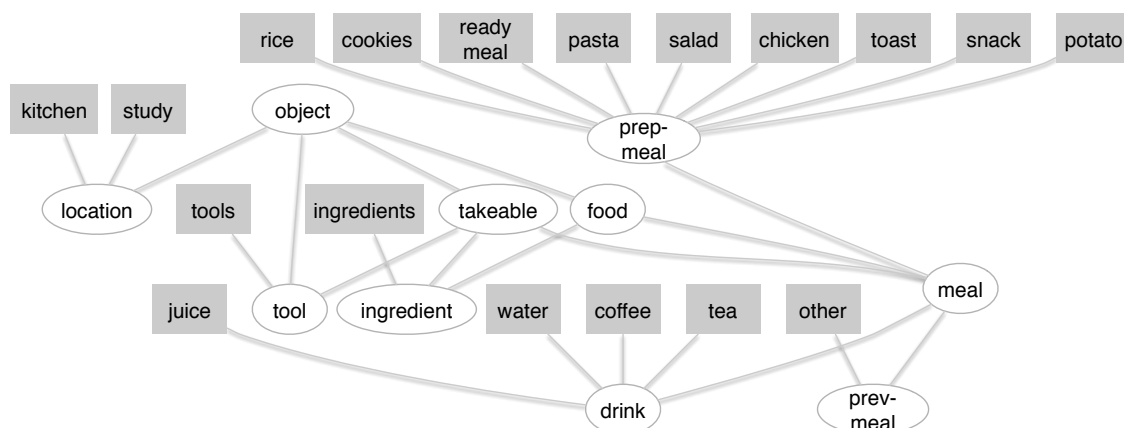 rice
cookies
ready
meal
pasta
salad
chicken
toast
snack
potato
kitchen
study
object
prep-
meal
location
tools
ingredients
takeable
food
juice
tool
ingredient
water
coffee
tea
other
meal
drink
prev-
meal